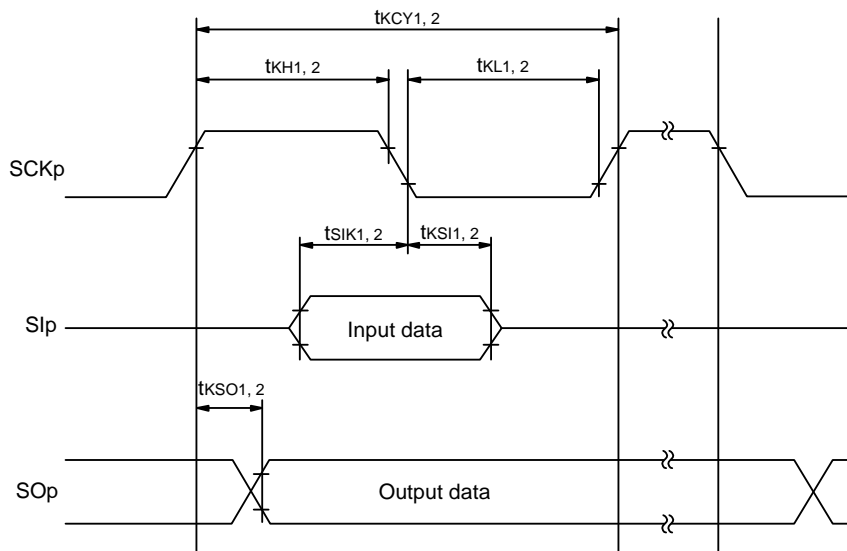 tKCY1, 2
tKH1, 2
tKL1, 2
SCKp
tSIK1, 2
tKSI1, 2
SIp
Input data
tKSO1, 2
SOp
Output data